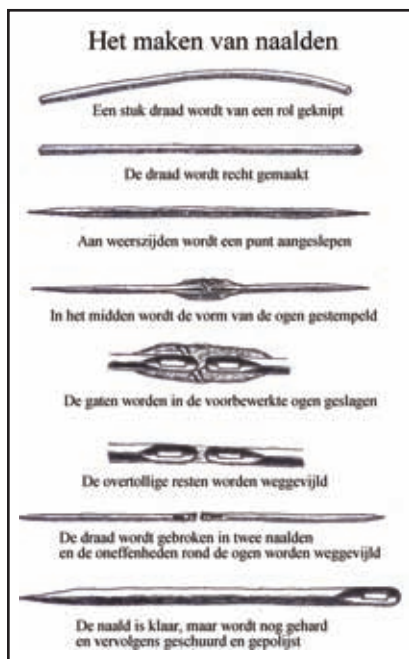 Het maken van naalden
Een stuk draad wordt van een rol geknipt
De draad wordt recht gemaakt
Aan weerszijden wordt een punt aangeslepen
In het midden wordt de vorm van de ogen gestempeld
De gaten worden in de voorbewerkte ogen geslagen
De overtollige resten worden weggevijld
De draad wordt gebroken in twee naalden
en de oneffenheden rond de ogen worden weggevijld
De naald is klaar, maar wordt nog gehard
en vervolgens geschuurd en gepolijst